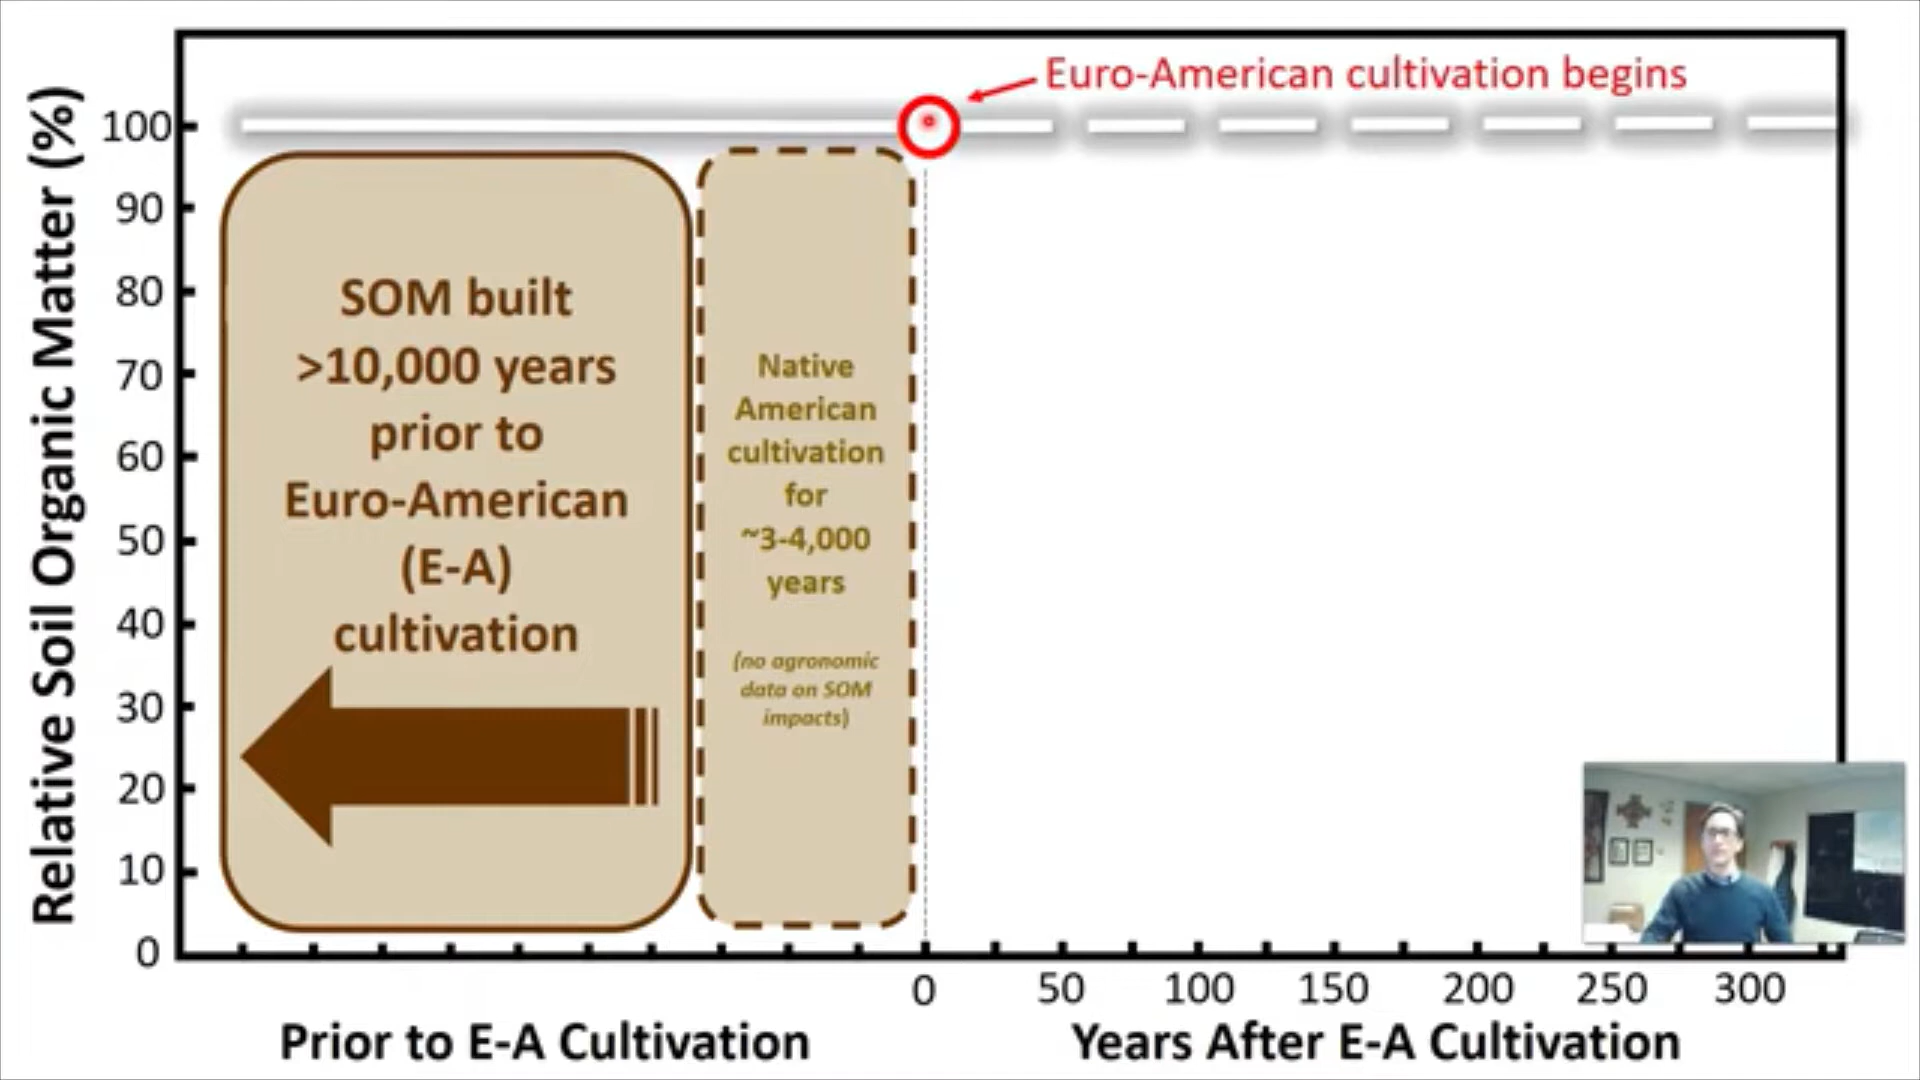 Euro-American cultivation begins
Relative Soil Organic Matter (%)
100
90
80
70
60
50
40
30
20
10
0
SOM built
>10,000 years
prior to
Euro-American
(E-A)
cultivation
Native
American
cultivation
for
~3-4,000
years
(no agronomic
data on SOM
impacts)
0 50 100 150 200 250 300
Prior to E-A Cultivation
Years After E-A Cultivation